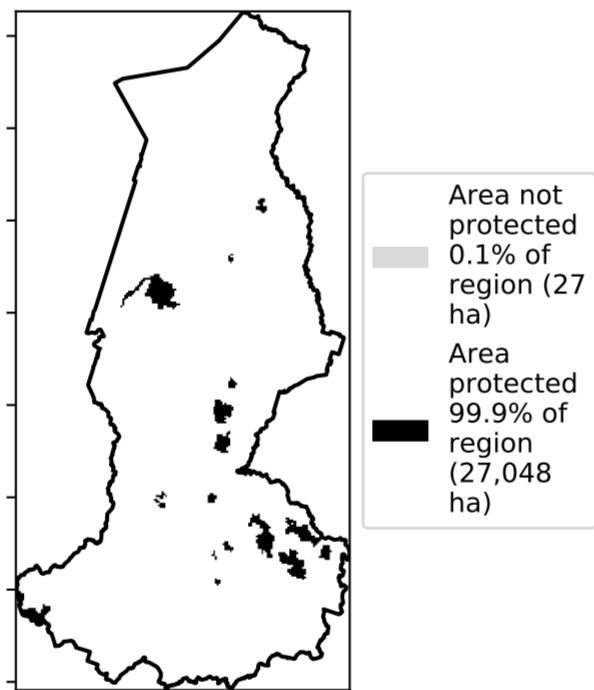 Area not
protected
0.1% of
region (27
ha)
Area
protected
99.9% of
region
(27,048
ha)